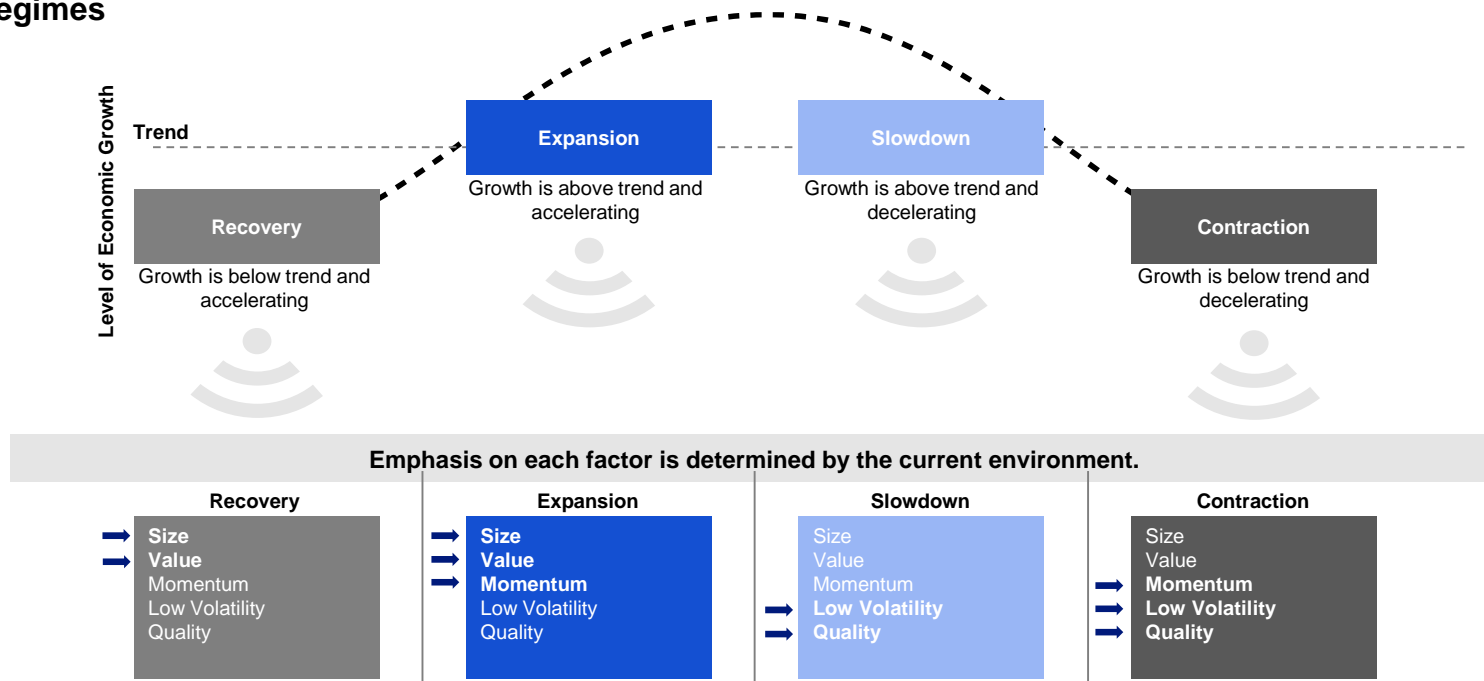 egimes
Level of Economic Growth
Trend
Recovery
Growth is below trend and
accelerating
Expansion
Growth is above trend and
accelerating
Slowdown
Growth is above trend and
decelerating
Contraction
Growth is below trend and
decelerating
Emphasis on each factor is determined by the current environment.
Recovery
Size
Value
Momentum
Low Volatility
Quality
Expansion
Size
Value
Momentum
Low Volatility
Quality
Slowdown
Size
Value
Momentum
Low Volatility
Quality
Contraction
Size
Value
Momentum
Low Volatility
Quality